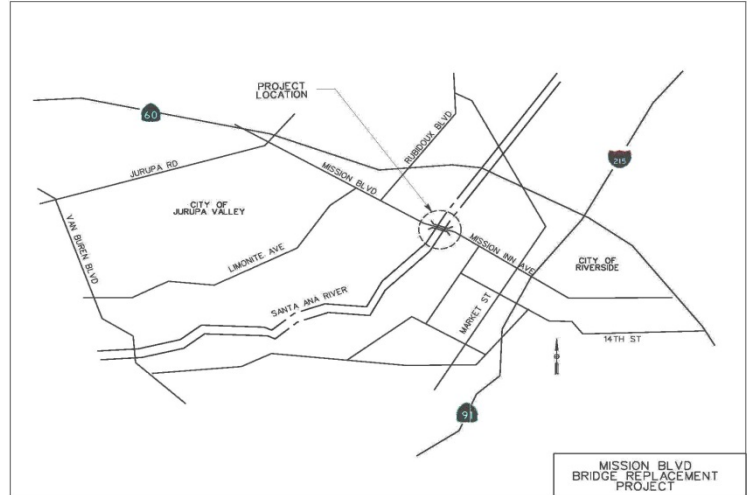 PROJECT
LOCATION
60
RUBIDOUX BLVD
215
JURUPA RD
MISSION BLVD
CITY OF
JURUPA VALLEY
VAN BUREN BLVD
LIMONITE AVE
MISSION INN AVE
CITY OF
RIVERSIDE
SANTA ANA RIVER
MARKET ST
14TH ST
91
MISSION BLVD
BRIDGE REPLACEMENT
PROJECT